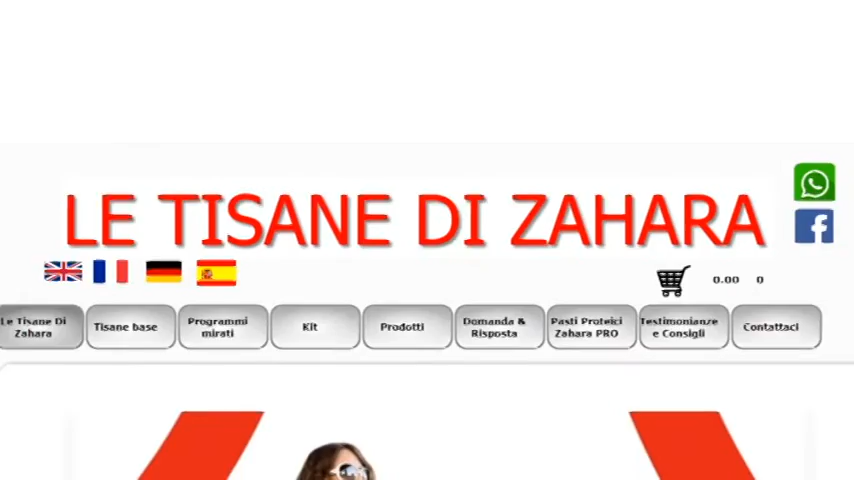 LE TISANE DI ZAHARA
0.00 0
Le Tisane Di
Zahara
Tisane base
Programmi
mirati
Kit
Prodotti
Domanda &
Risposta
Pasti Proteici
Zahara PRO
Testimonianze
e Consigli
Contattaci